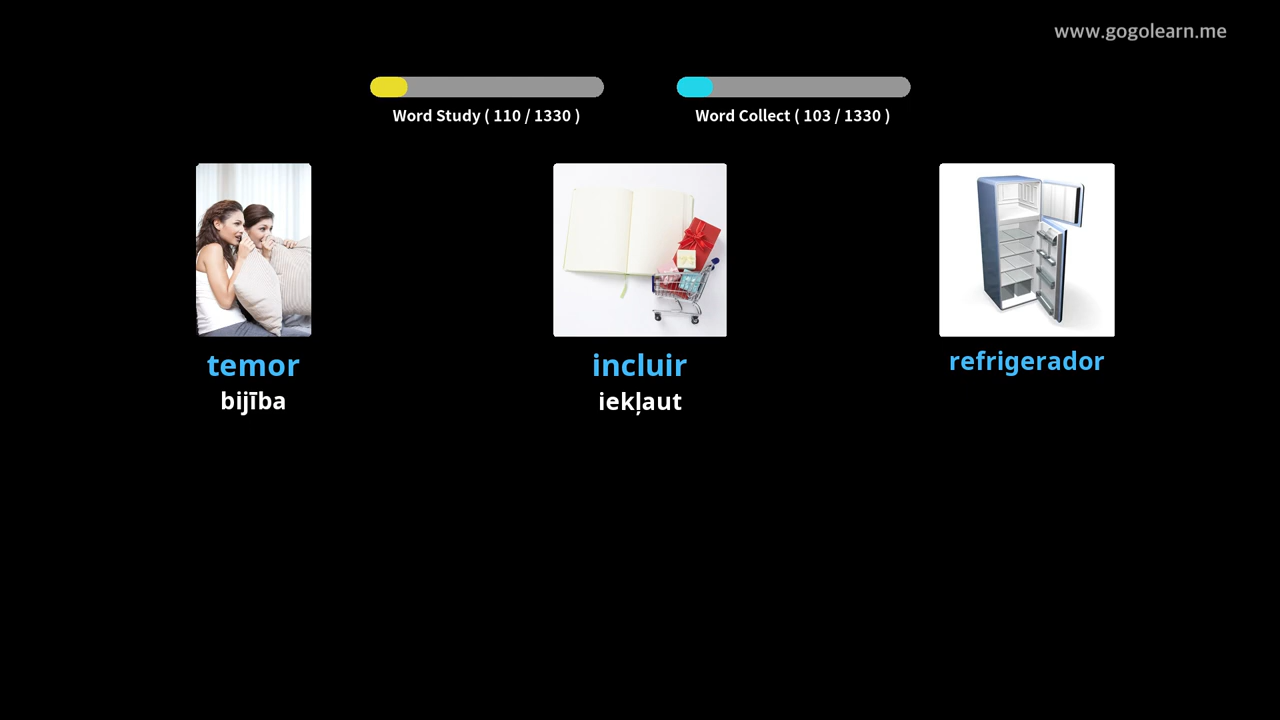 www.gogolearn.me
Word Study ( 110 / 1330 )
Word Collect ( 103 / 1330 )
temor
bijība
incluir
iekļaut
refrigerador